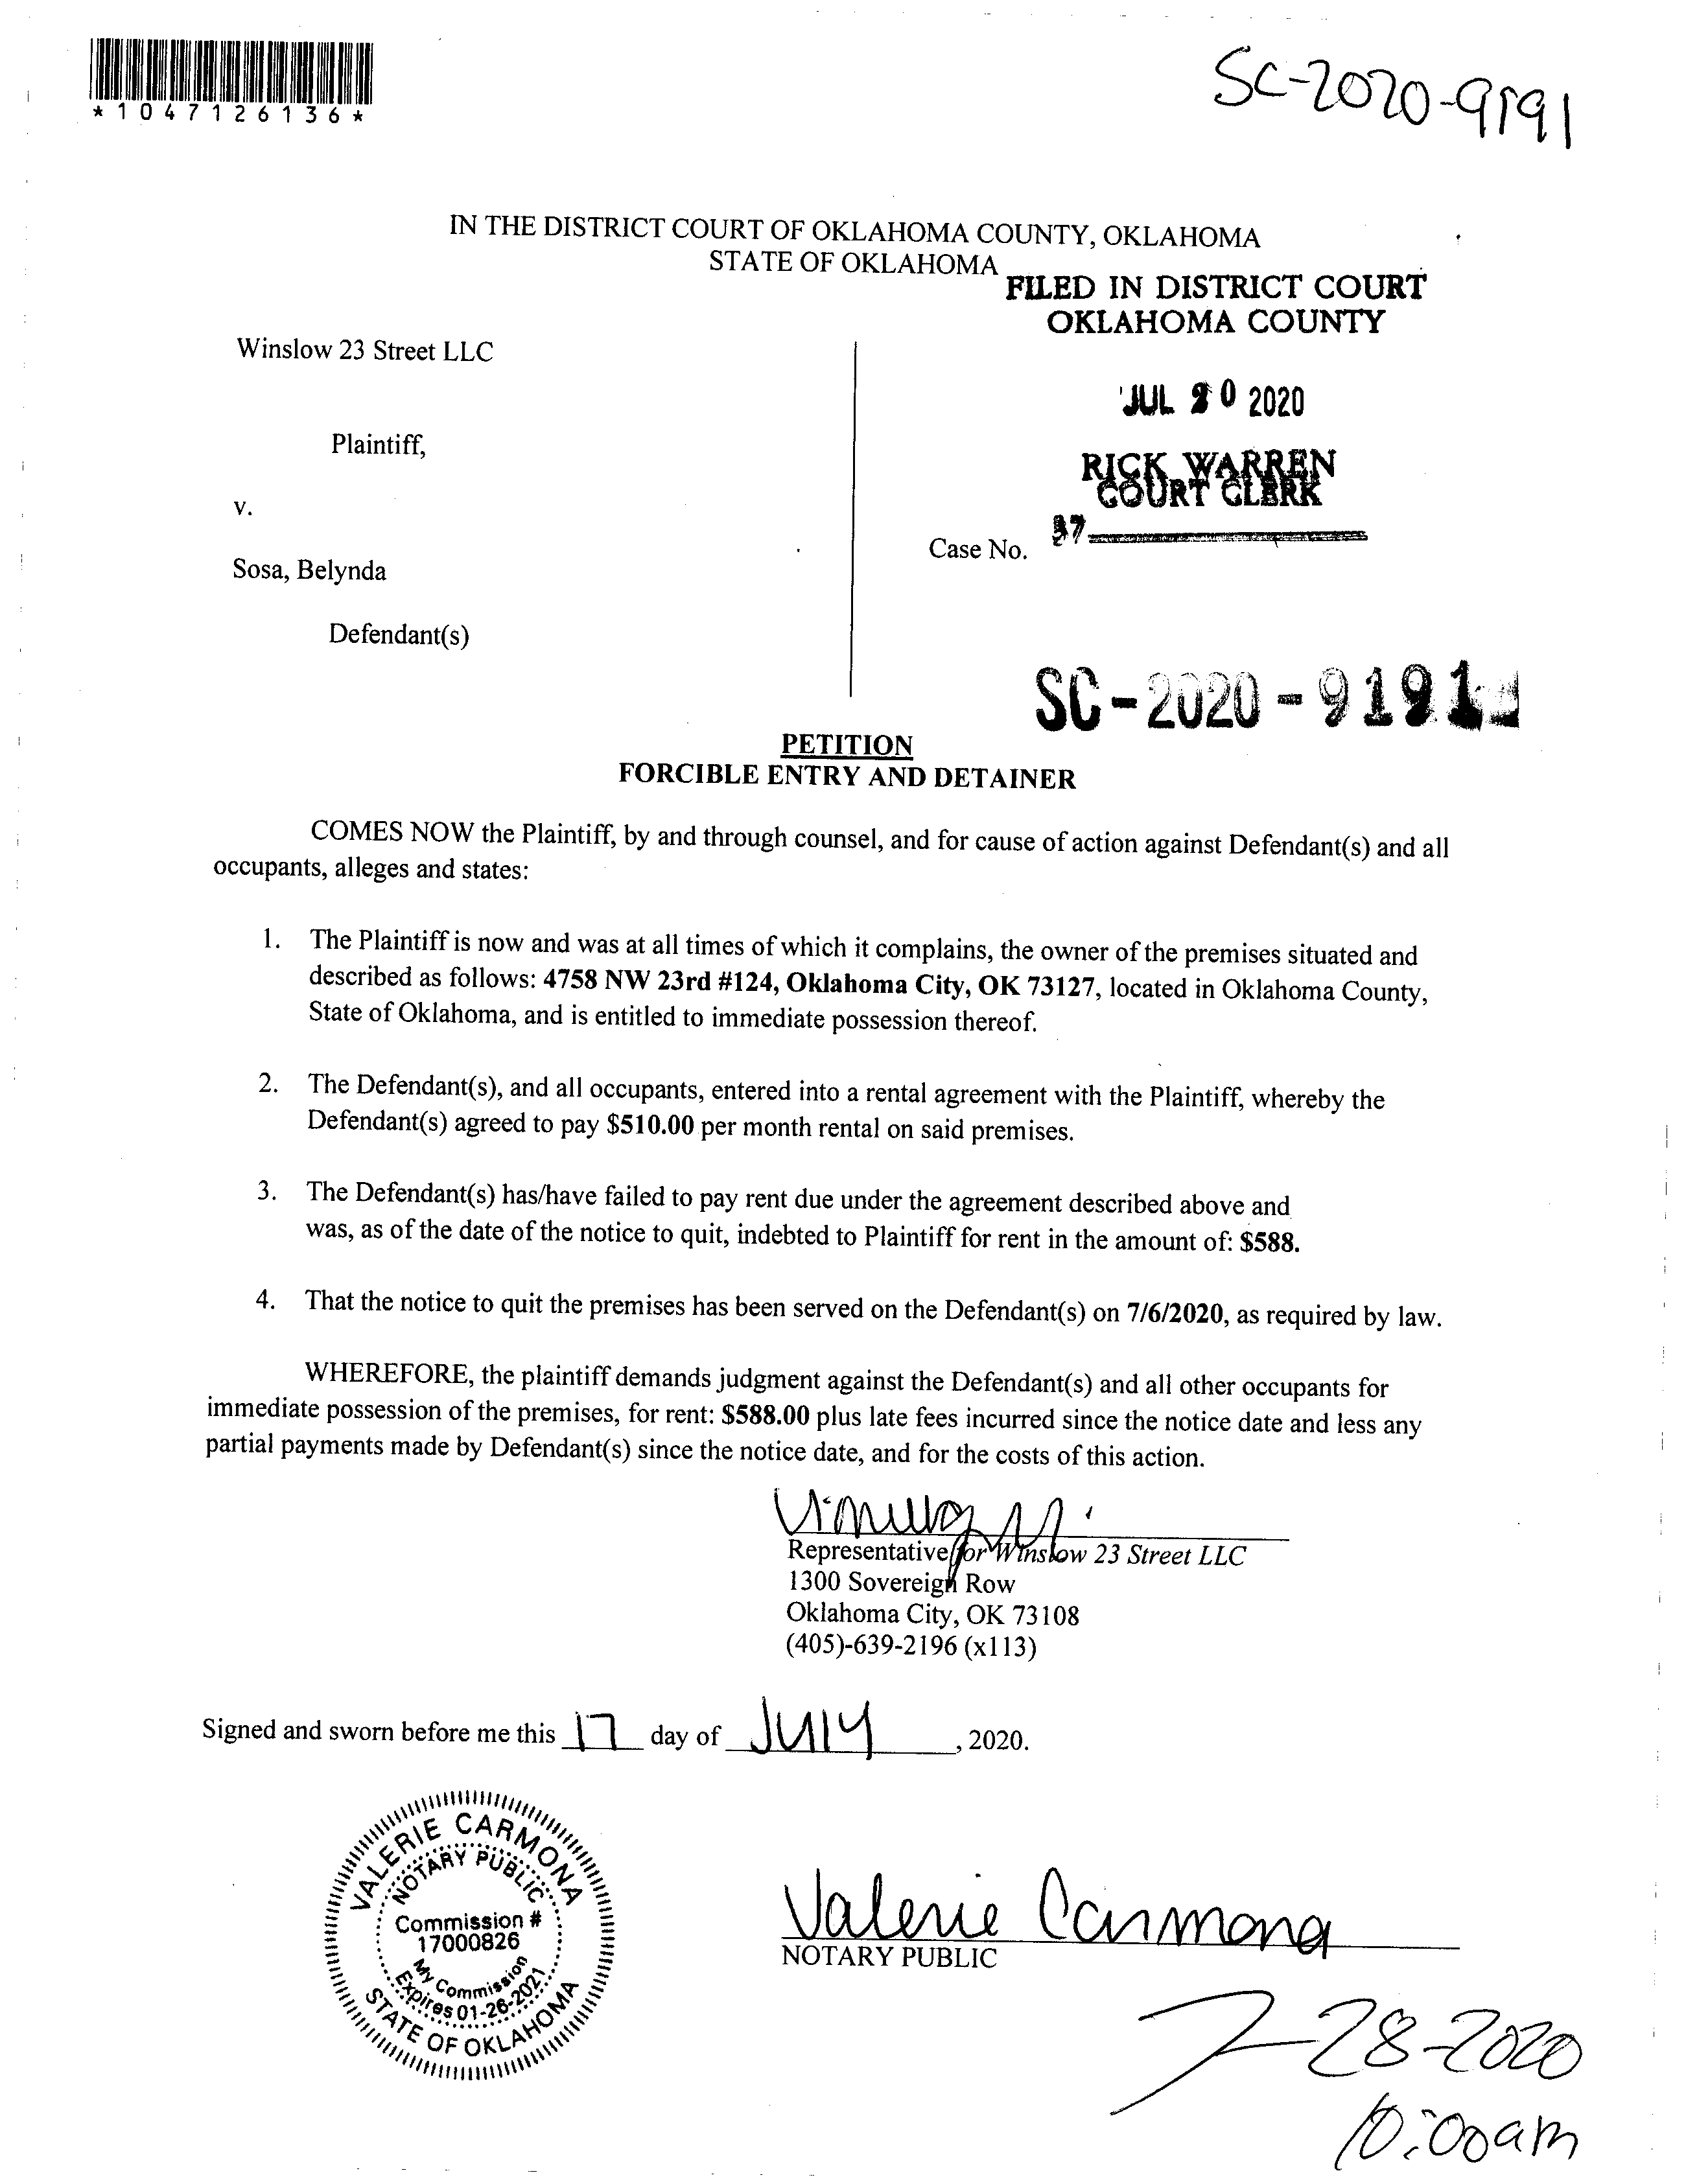 *1047126136*
SC-2020-9191
IN THE DISTRICT COURT OF OKLAHOMA COUNTY, OKLAHOMA
STATE OF OKLAHOMA
FILED IN DISTRICT COURT
OKLAHOMA COUNTY
Winslow 23 Street LLC
JUL 20 2020
Plaintiff,
RICK WARREN
COURT CLERK
v.
37
Case No.
Sosa, Belynda
Defendant(s)
SC-2020-9191
PETITION
FORCIBLE ENTRY AND DETAINER
COMES NOW the Plaintiff, by and through counsel, and for cause of action against Defendant(s) and all
occupants, alleges and states:
1. The Plaintiff is now and was at all times of which it complains, the owner of the premises situated and
described as follows: 4758 NW 23rd #124, Oklahoma City, OK 73127, located in Oklahoma County,
State of Oklahoma, and is entitled to immediate possession thereof.
2. The Defendant(s), and all occupants, entered into a rental agreement with the Plaintiff, whereby the
Defendant(s) agreed to pay $510.00 per month rental on said premises.
3. The Defendant(s) has/have failed to pay rent due under the agreement described above and
was, as of the date of the notice to quit, indebted to Plaintiff for rent in the amount of: $588.
4. That the notice to quit the premises has been served on the Defendant(s) on 7/6/2020, as required by law.
WHEREFORE, the plaintiff demands judgment against the Defendant(s) and all other occupants for
immediate possession of the premises, for rent: $588.00 plus late fees incurred since the notice date and less any
partial payments made by Defendant(s) since the notice date, and for the costs of this action.
Representative for Winslow 23 Street LLC
1300 Sovereign Row
Oklahoma City, OK 73108
(405)-639-2196 (x113)
Signed and sworn before me this 17 day of July, 2020.
VALERIE CARMONA
NOTARY PUBLIC
Commission #
17000826
My Commission
Expires 01-26-2021
STATE OF OKLAHOMA
Valerie Carmona
NOTARY PUBLIC
7-28-2020
10:00am